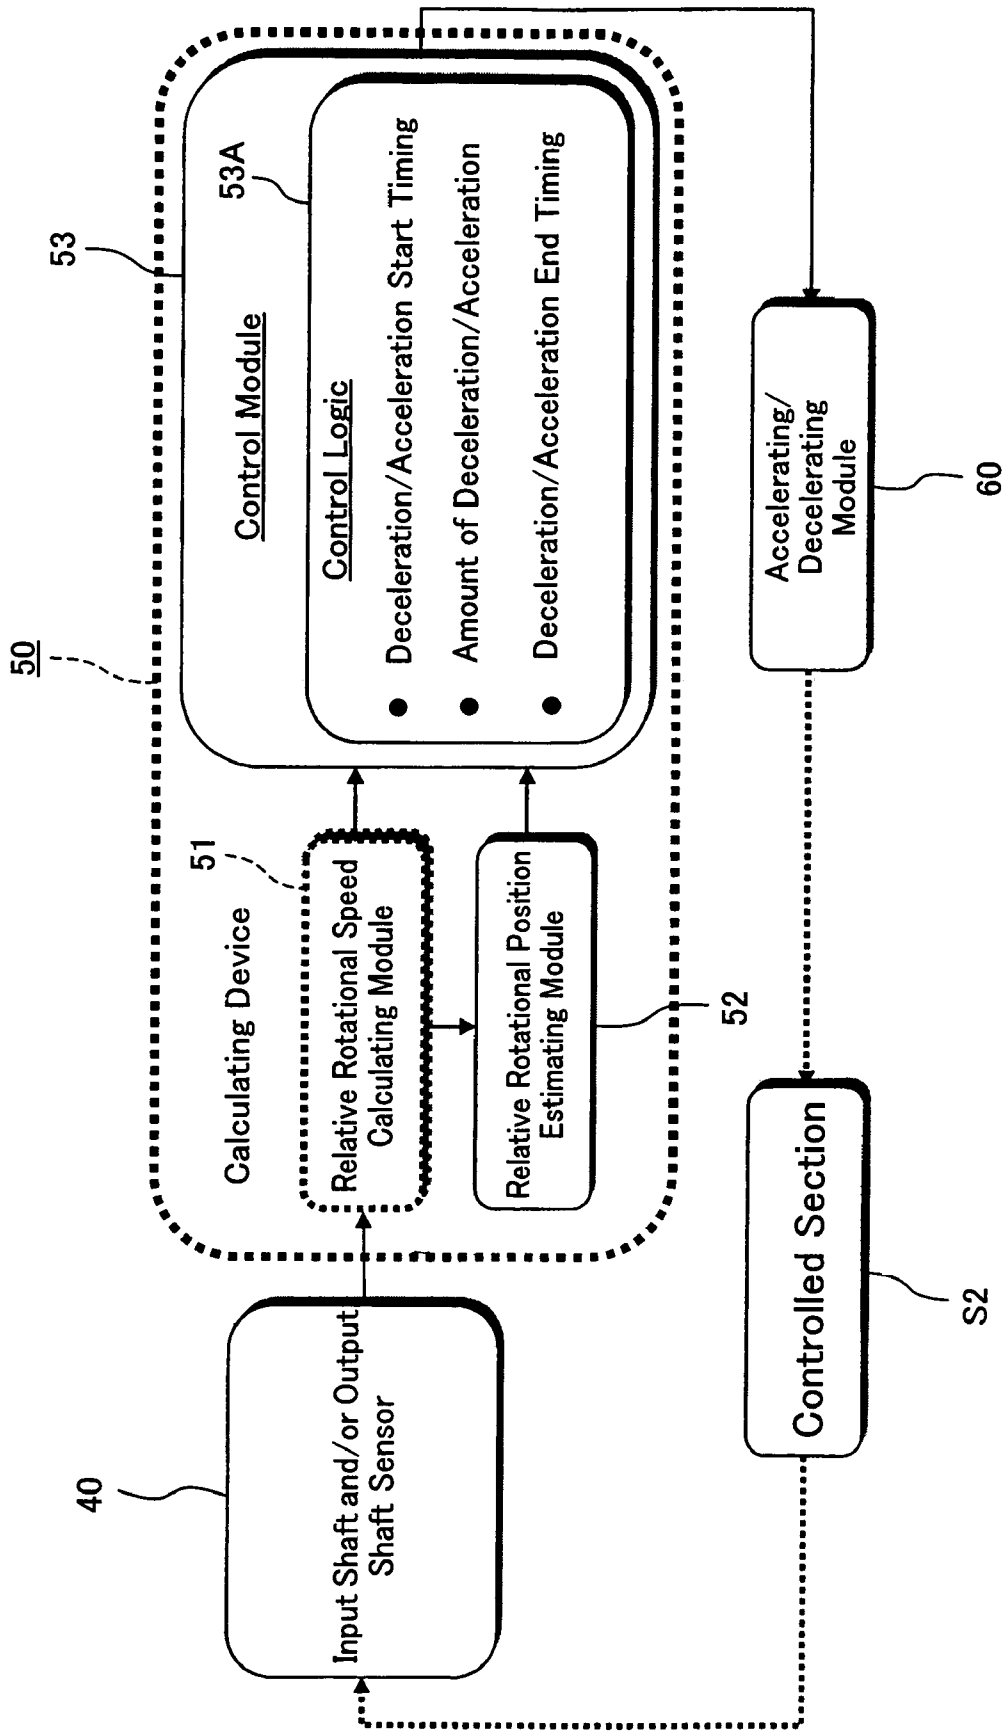 50
53
Control Module
53A
Control Logic
● Deceleration/Acceleration Start Timing
● Amount of Deceleration/Acceleration
● Deceleration/Acceleration End Timing
Calculating Device
51
Relative Rotational Speed
Calculating Module
Relative Rotational Position
Estimating Module
52
40
Input Shaft and/or Output
Shaft Sensor
Accelerating/
Decelerating
Module
60
Controlled Section
S2